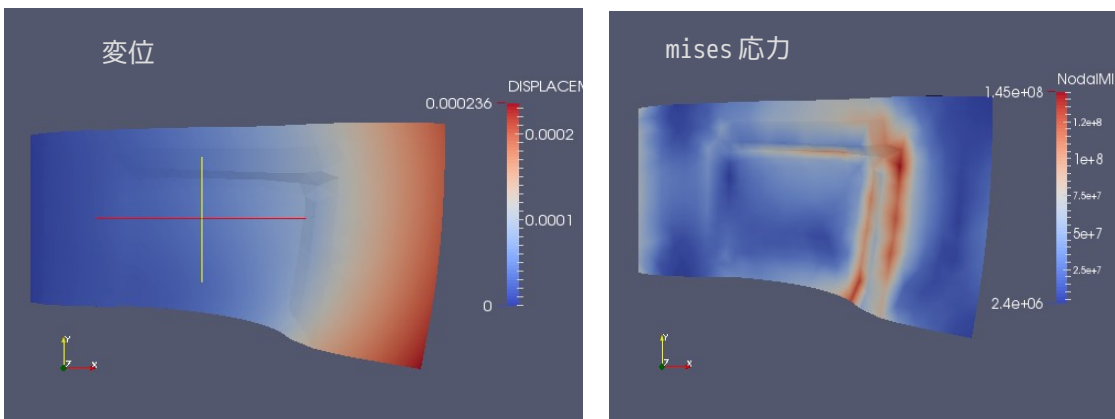 変位
DISPLACEM
0.000236
0.0002
0.0001
0
Y
Z X
mises 応力
NodalMI
1.45e+08
1.2e+8
1e+8
7.5e+7
5e+7
2.5e+7
2.4e+06
Y
Z X